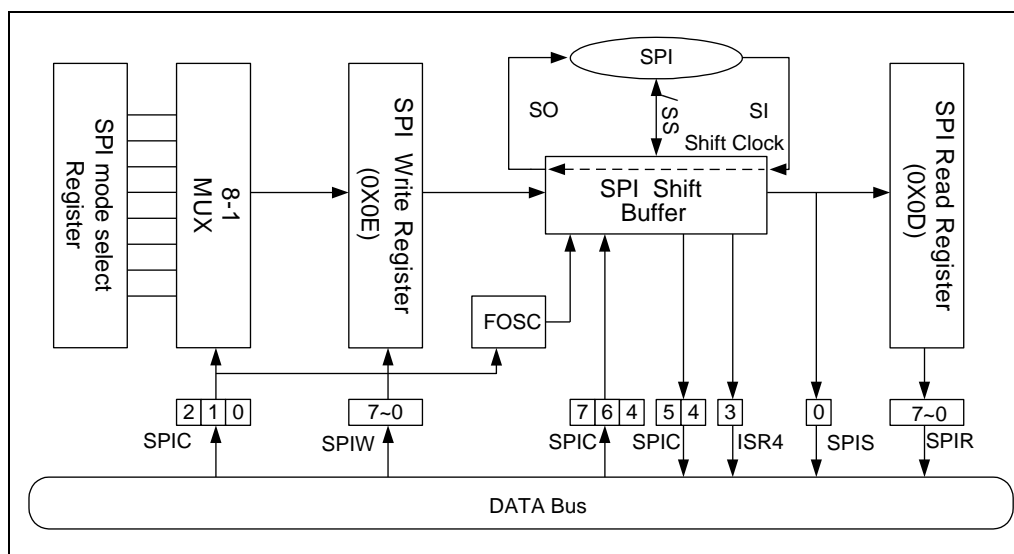 SPI
SO
/SS
SI
Shift Clock
SPI mode select
Register
8-1
MUX
SPI Write Register
(0X0E)
SPI Shift
Buffer
SPI Read Register
(0X0D)
FOSC
2 1 0
7~0
7 6 4
5 4
3
0
7~0
SPIC
SPIW
SPIC
SPIC
ISR4
SPIS
SPIR
DATA Bus